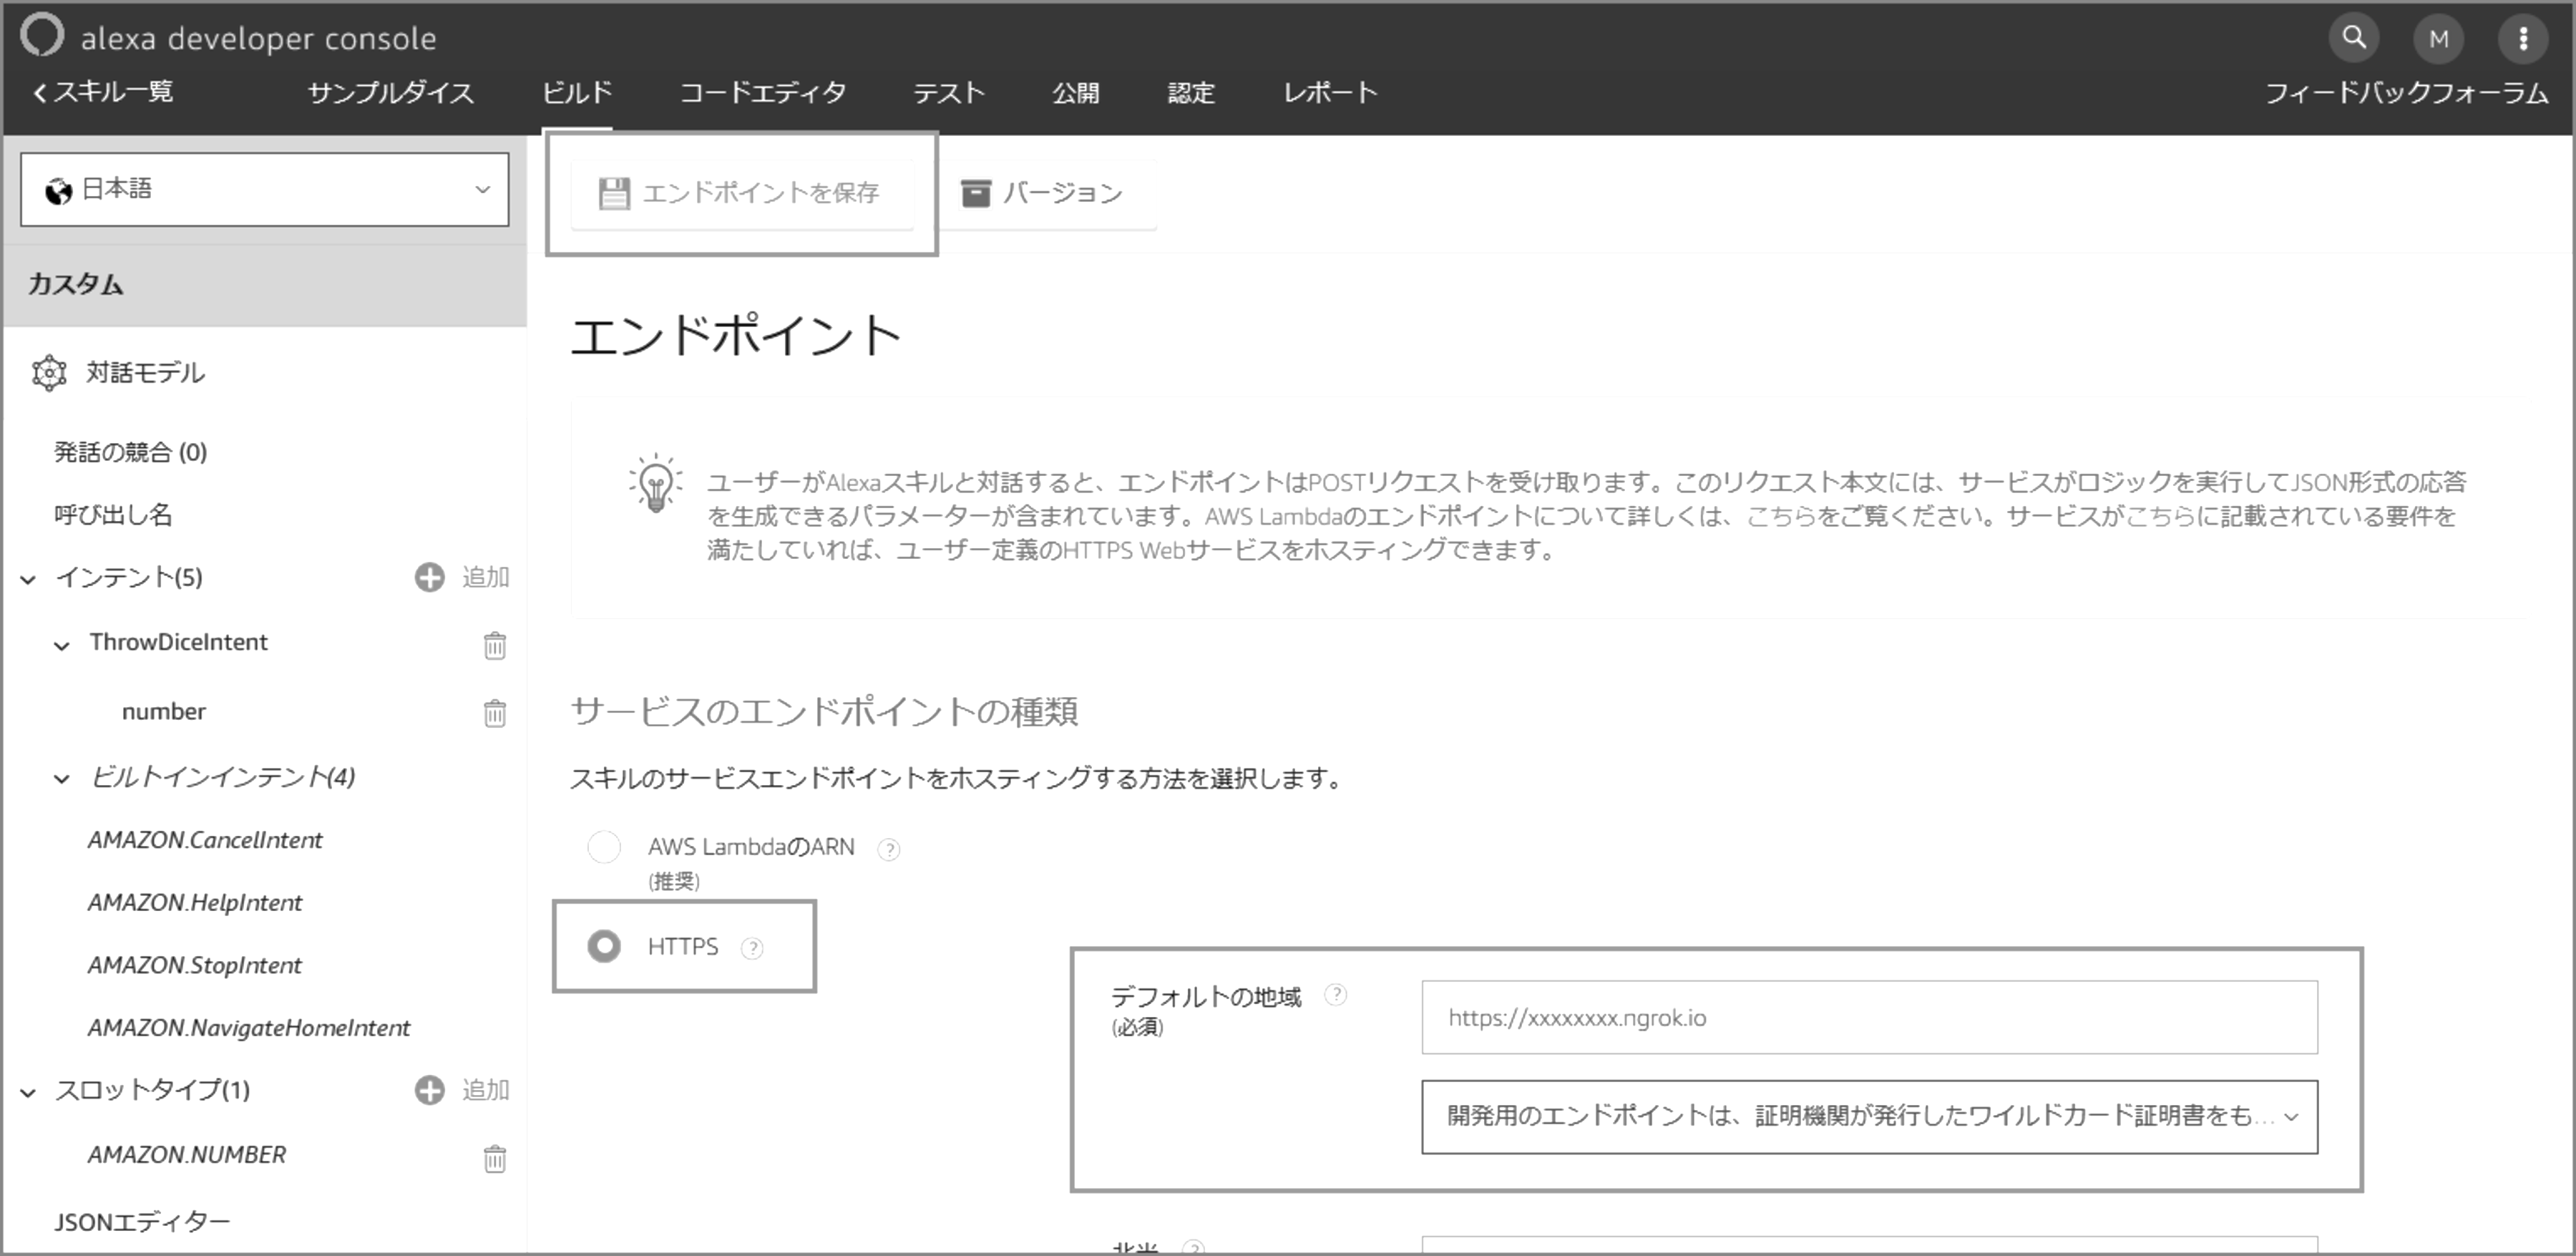 alexa developer console
M
スキル一覧
サンプルダイス
ビルド
コードエディタ
テスト
公開
認定
レポート
フィードバックフォーラム
日本語
エンドポイントを保存
バージョン
カスタム
エンドポイント
対話モデル
発話の競合 (0)
呼び出し名
インテント(5)
追加
ThrowDiceIntent
number
ビルトインインテント(4)
AMAZON.CancelIntent
AMAZON.HelpIntent
AMAZON.StopIntent
AMAZON.NavigateHomeIntent
スロットタイプ(1)
追加
AMAZON.NUMBER
JSONエディター
ユーザーがAlexaスキルと対話すると、エンドポイントはPOSTリクエストを受け取ります。このリクエスト本文には、サービスがロジックを実行してJSON形式の応答
を生成できるパラメーターが含まれています。AWS Lambdaのエンドポイントについて詳しくは、こちらをご覧ください。サービスがこちらに記載されている要件を
満たしていれば、ユーザー定義のHTTPS Webサービスをホスティングできます。
サービスのエンドポイントの種類
スキルのサービスエンドポイントをホスティングする方法を選択します。
AWS LambdaのARN ?
(推奨)
HTTPS ?
デフォルトの地域 ?
(必須)
https://xxxxxxxx.ngrok.io
開発用のエンドポイントは、証明機関が発行したワイルドカード証明書をも...